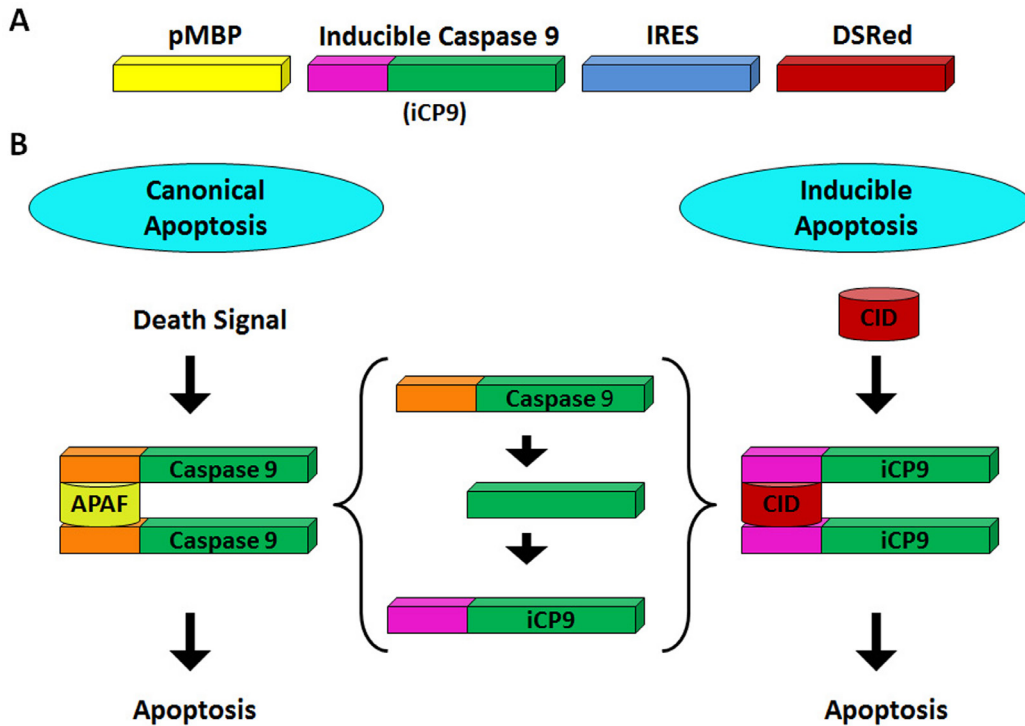 A
pMBP
Inducible Caspase 9
IRES
DSRed
(iCP9)
B
Canonical
Apoptosis
Inducible
Apoptosis
Death Signal
CID
Caspase 9
Caspase 9
APAF
Caspase 9
iCP9
iCP9
CID
iCP9
Apoptosis
Apoptosis